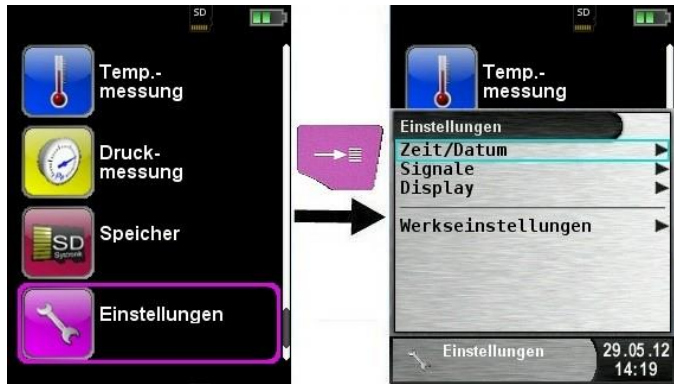 SD
Temp.-
messung
Druck-
messung
SD
Systronik
Speicher
Einstellungen
SD
Temp.-
messung
Einstellungen
Zeit/Datum
Signale
Display
Werkseinstellungen
Einstellungen
29.05.12
14:19